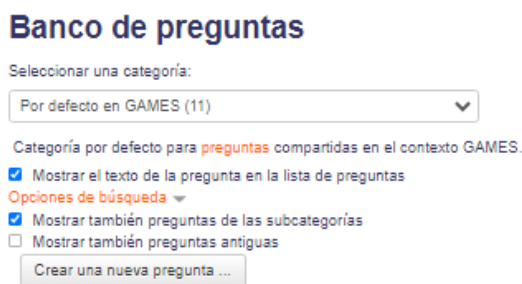 Banco de preguntas
Seleccionar una categoría:
Por defecto en GAMES (11)
Categoría por defecto para preguntas compartidas en el contexto GAMES.
Mostrar el texto de la pregunta en la lista de preguntas
Opciones de búsqueda
Mostrar también preguntas de las subcategorías
Mostrar también preguntas antiguas
Crear una nueva pregunta ...